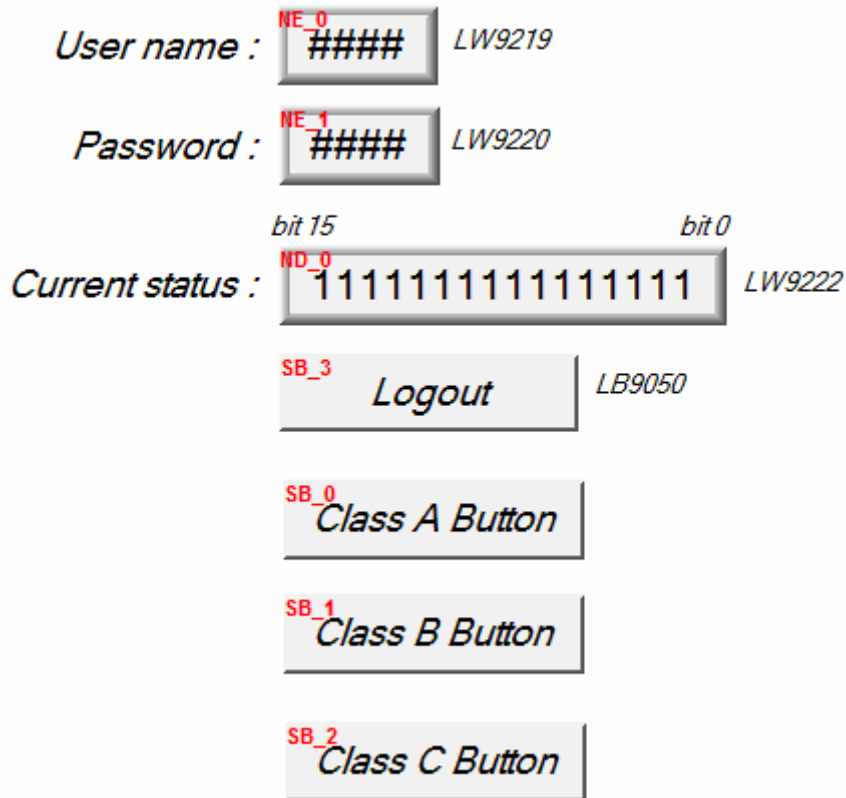 NE_0
User name : #### LW9219
NE_1
Password : #### LW9220
bit 15 bit 0
ND_0
Current status : 1111111111111111 LW9222
SB_3
Logout LB9050
SB_0
Class A Button
SB_1
Class B Button
SB_2
Class C Button